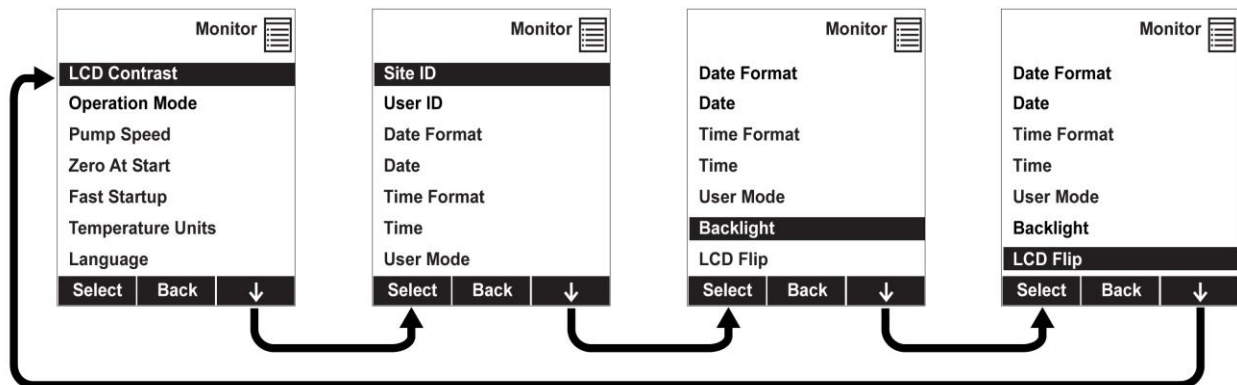 Monitor
LCD Contrast
Operation Mode
Pump Speed
Zero At Start
Fast Startup
Temperature Units
Language
Select Back ↓
Monitor
Site ID
User ID
Date Format
Date
Time Format
Time
User Mode
Select Back ↓
Monitor
Date Format
Date
Time Format
Time
User Mode
Backlight
LCD Flip
Select Back ↓
Monitor
Date Format
Date
Time Format
Time
User Mode
Backlight
LCD Flip
Select Back ↓